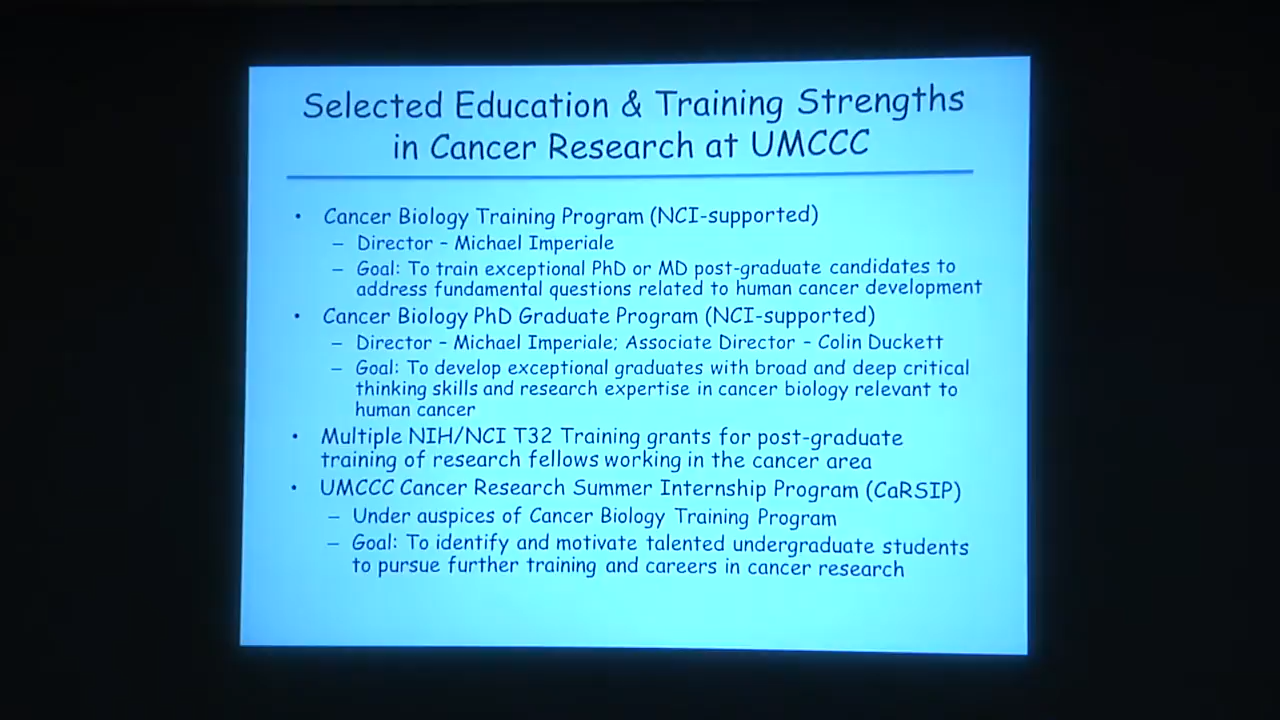 Selected Education & Training Strengths
in Cancer Research at UMCCC
• Cancer Biology Training Program (NCI-supported)
– Director – Michael Imperiale
– Goal: To train exceptional PhD or MD post-graduate candidates to
address fundamental questions related to human cancer development
• Cancer Biology PhD Graduate Program (NCI-supported)
– Director – Michael Imperiale; Associate Director – Colin Duckett
– Goal: To develop exceptional graduates with broad and deep critical
thinking skills and research expertise in cancer biology relevant to
human cancer
• Multiple NIH/NCI T32 Training grants for post-graduate
training of research fellows working in the cancer area
• UMCCC Cancer Research Summer Internship Program (CaRSIP)
– Under auspices of Cancer Biology Training Program
– Goal: To identify and motivate talented undergraduate students
to pursue further training and careers in cancer research